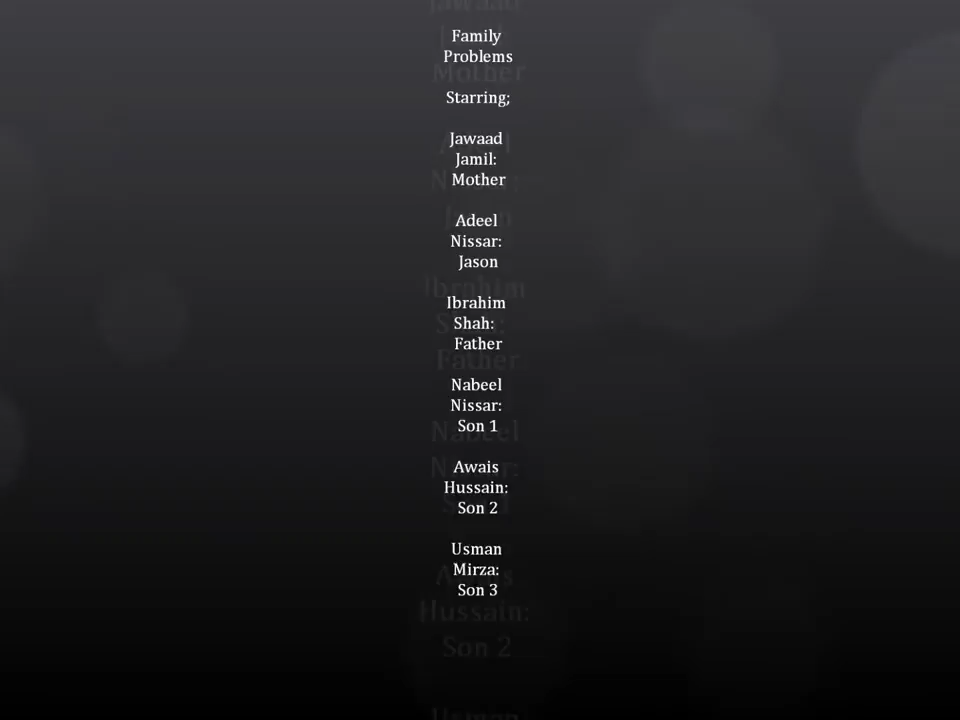 Family
Problems
Starring;
Jawaad
Jamil:
Mother
Adeel
Nissar:
Jason
Ibrahim
Shah:
Father
Nabeel
Nissar:
Son 1
Awais
Hussain:
Son 2
Usman
Mirza:
Son 3